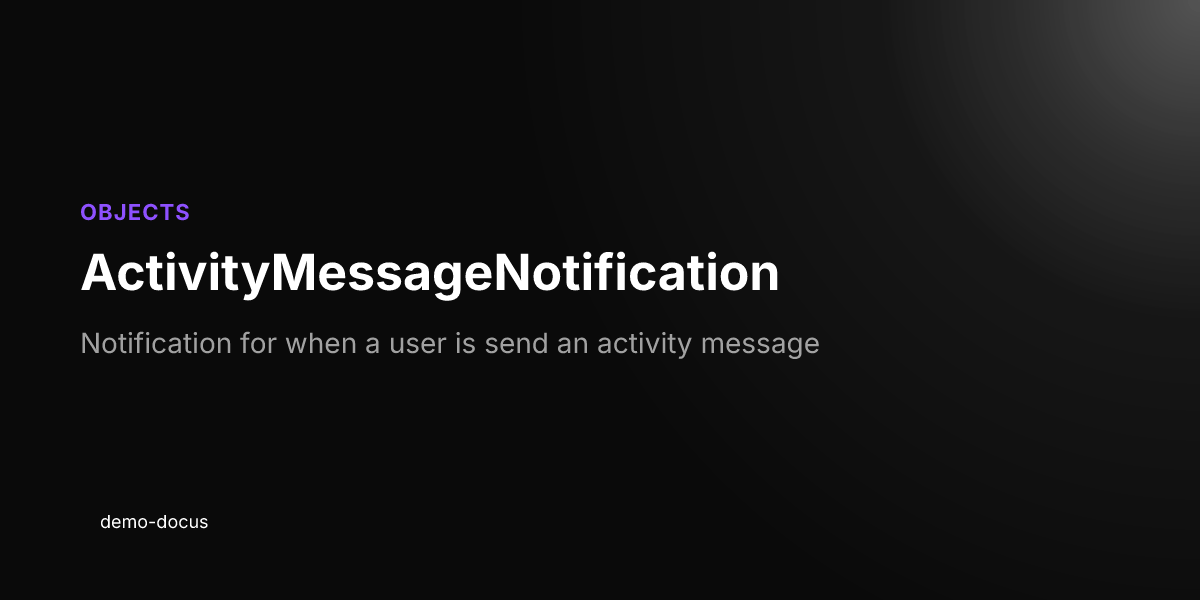 OBJECTS
ActivityMessageNotification
Notification for when a user is send an activity message
demo-docus